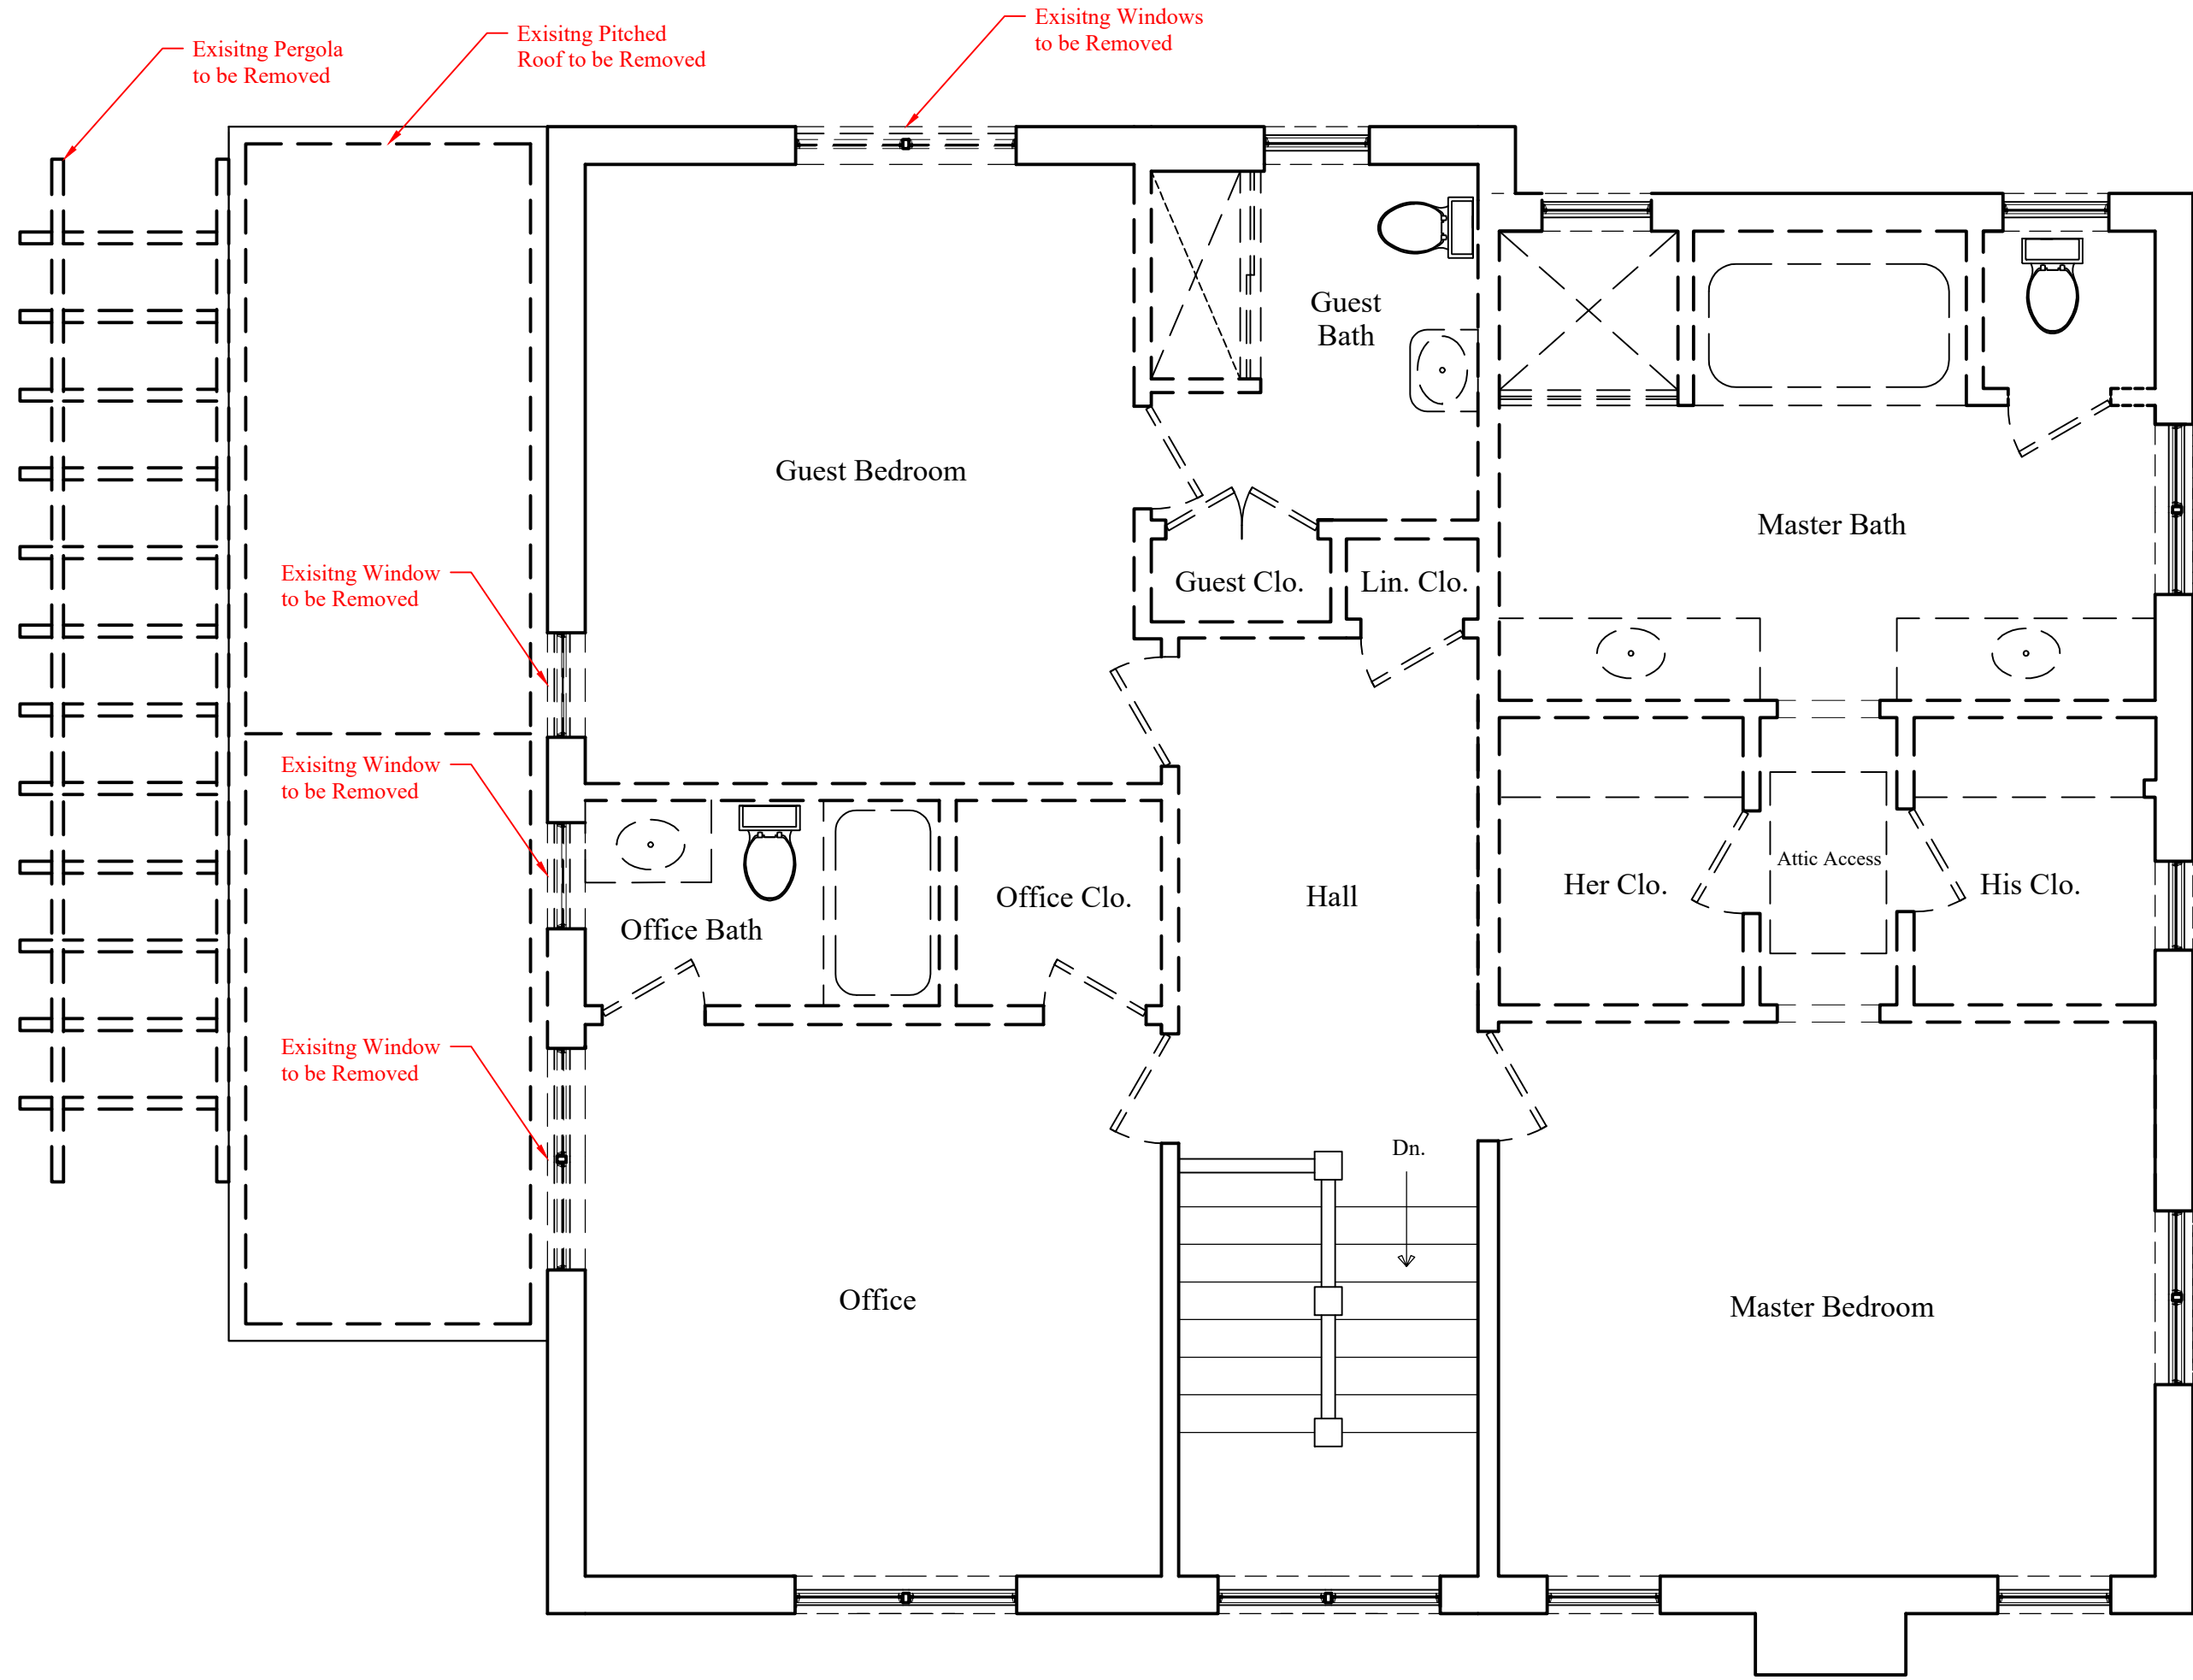 Exisitng Windows
to be Removed
Exisitng Pitched
Roof to be Removed
Exisitng Pergola
to be Removed
Guest
Bath
Guest Bedroom
Master Bath
Exisitng Window
to be Removed
Guest Clo.
Lin. Clo.
Exisitng Window
to be Removed
Attic Access
Her Clo.
His Clo.
Office Clo.
Hall
Office Bath
Exisitng Window
to be Removed
Dn.
Office
Master Bedroom